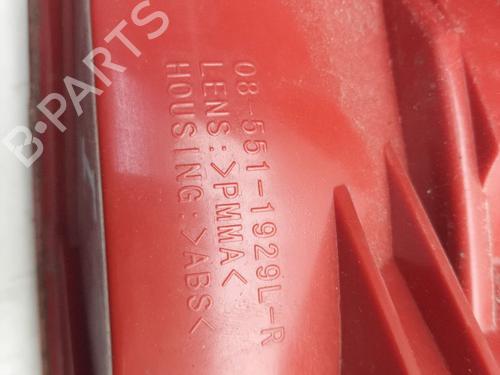 B-PARTS
08-551-1929L-R
LENS:>PMMA<
HOUSING:>ABS<